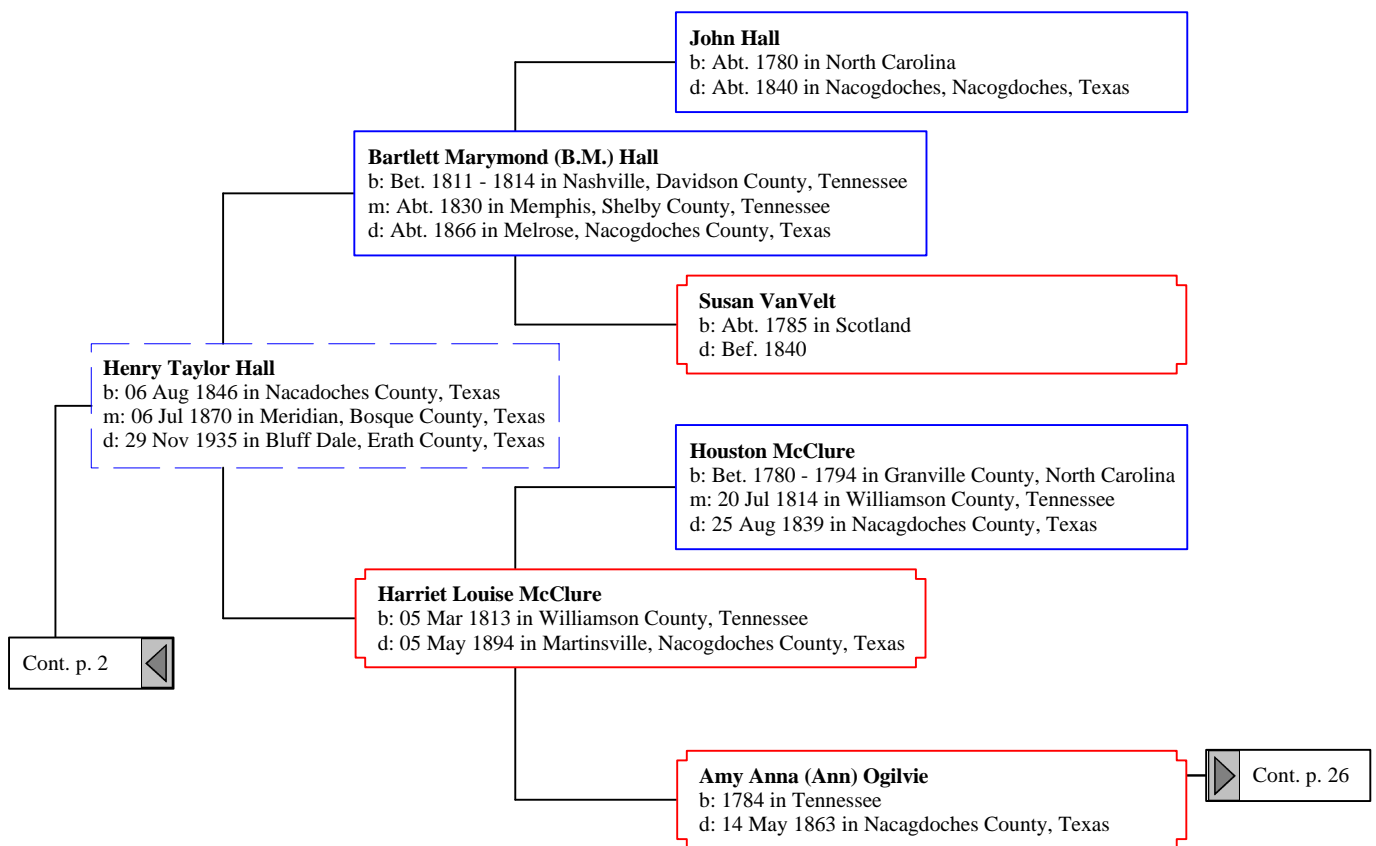 John Hall
b: Abt. 1780 in North Carolina
d: Abt. 1840 in Nacogdoches, Nacogdoches, Texas
Bartlett Marymond (B.M.) Hall
b: Bet. 1811 - 1814 in Nashville, Davidson County, Tennessee
m: Abt. 1830 in Memphis, Shelby County, Tennessee
d: Abt. 1866 in Melrose, Nacogdoches County, Texas
Susan VanVelt
b: Abt. 1785 in Scotland
d: Bef. 1840
Henry Taylor Hall
b: 06 Aug 1846 in Nacadoches County, Texas
m: 06 Jul 1870 in Meridian, Bosque County, Texas
d: 29 Nov 1935 in Bluff Dale, Erath County, Texas
Houston McClure
b: Bet. 1780 - 1794 in Granville County, North Carolina
m: 20 Jul 1814 in Williamson County, Tennessee
d: 25 Aug 1839 in Nacagdoches County, Texas
Harriet Louise McClure
b: 05 Mar 1813 in Williamson County, Tennessee
d: 05 May 1894 in Martinsville, Nacogdoches County, Texas
Cont. p. 2
Amy Anna (Ann) Ogilvie
b: 1784 in Tennessee
d: 14 May 1863 in Nacagdoches County, Texas
Cont. p. 26